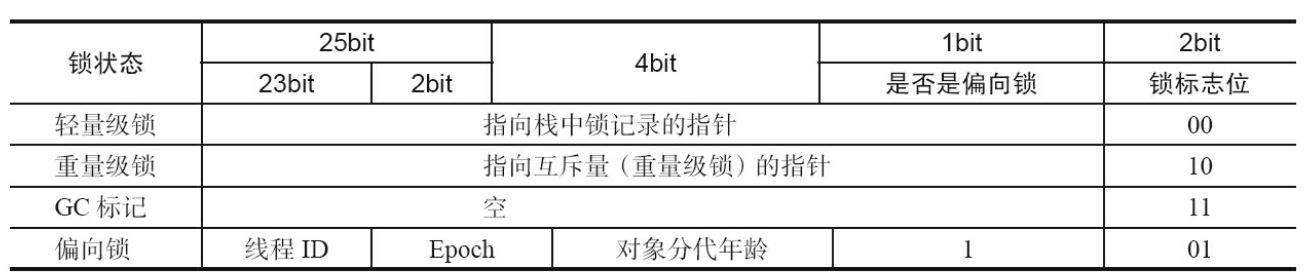 锁状态 25bit 4bit 1bit 2bit
23bit 2bit 是否是偏向锁 锁标志位
轻量级锁 指向栈中锁记录的指针 00
重量级锁 指向互斥量（重量级锁）的指针 10
GC 标记 空 11
偏向锁 线程 ID Epoch 对象分代年龄 1 01